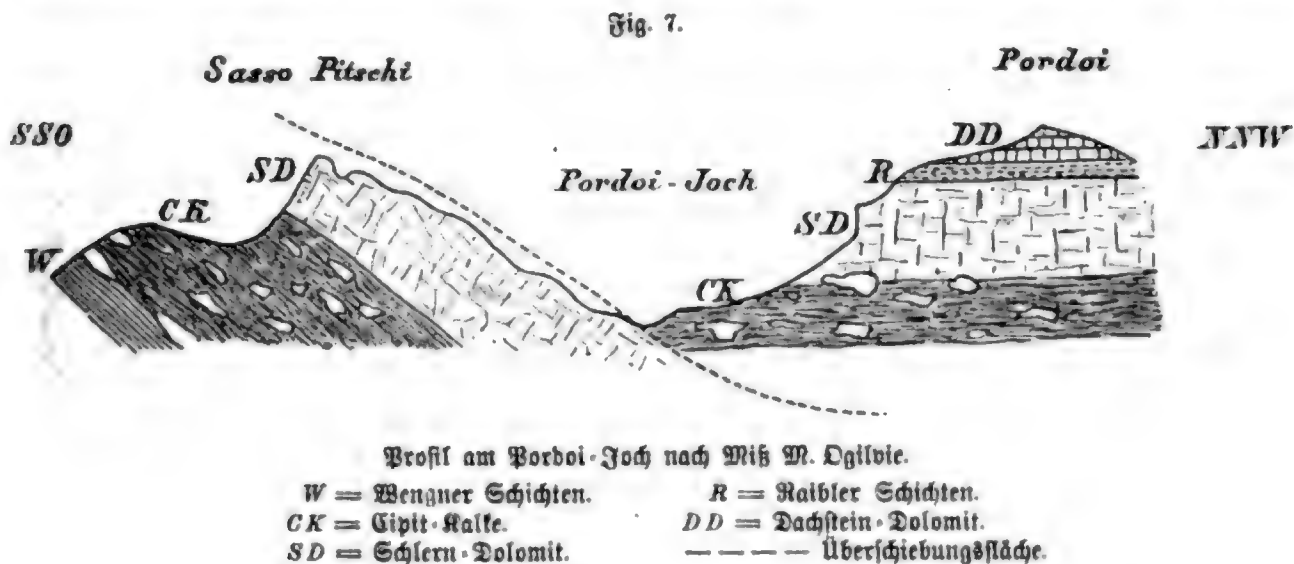 Fig. 7.
Sasso Pitschi
Pordoi
SSO
DD
NNW
SD
Pordoi-Joch
R
CK
SD
W
CK
Profil am Pordoi-Joch nach Miß M. Ogilvie.
W = Wengner Schichten.
R = Raibler Schichten.
CK = Cipit-Kalke.
DD = Dachstein-Dolomit.
SD = Schlern-Dolomit.
Überschiebungsfläche.